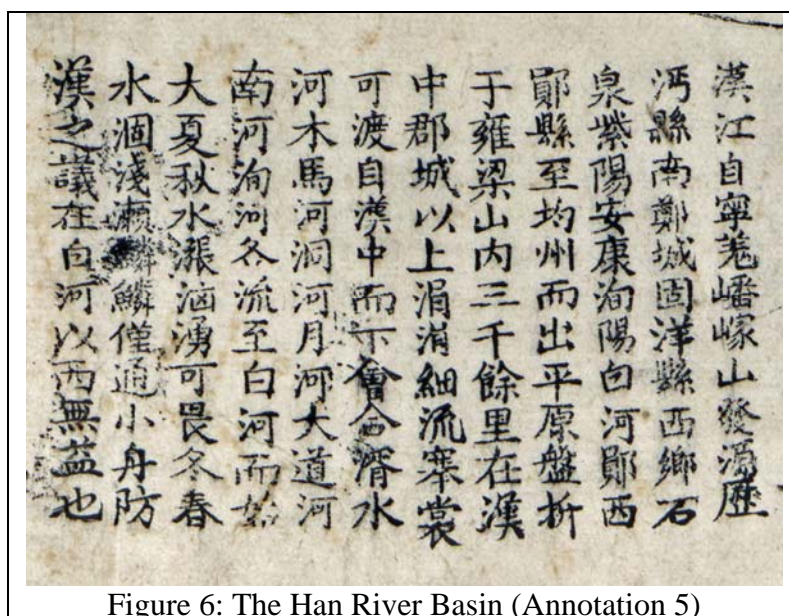 漢江自寧羗嶓冢山發源歷
沔縣南鄭城固洋縣西鄉石
泉紫陽安康洵陽白河鄖西
鄖縣至均州而出平原盤折
于雍梁山内三千餘里在漢
中郡城以上涓涓細流褰裳
可渡自漢中而下會合湑水
河木馬河洞河月河大道河
南河洵河各流至白河而始
大夏秋水漲洶湧可畏冬春
水涸淺瀬鱗鱗僅通小舟防
漢之議在白河以西無益也
Figure 6: The Han River Basin (Annotation 5)